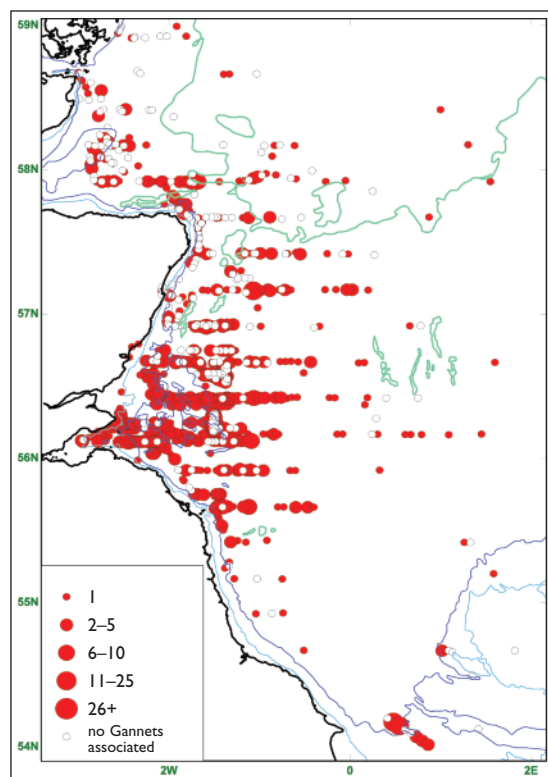 59N
58N
57N
56N
55N
54N
2W
0
2E
1
2–5
6–10
11–25
26+
no Gannets
associated